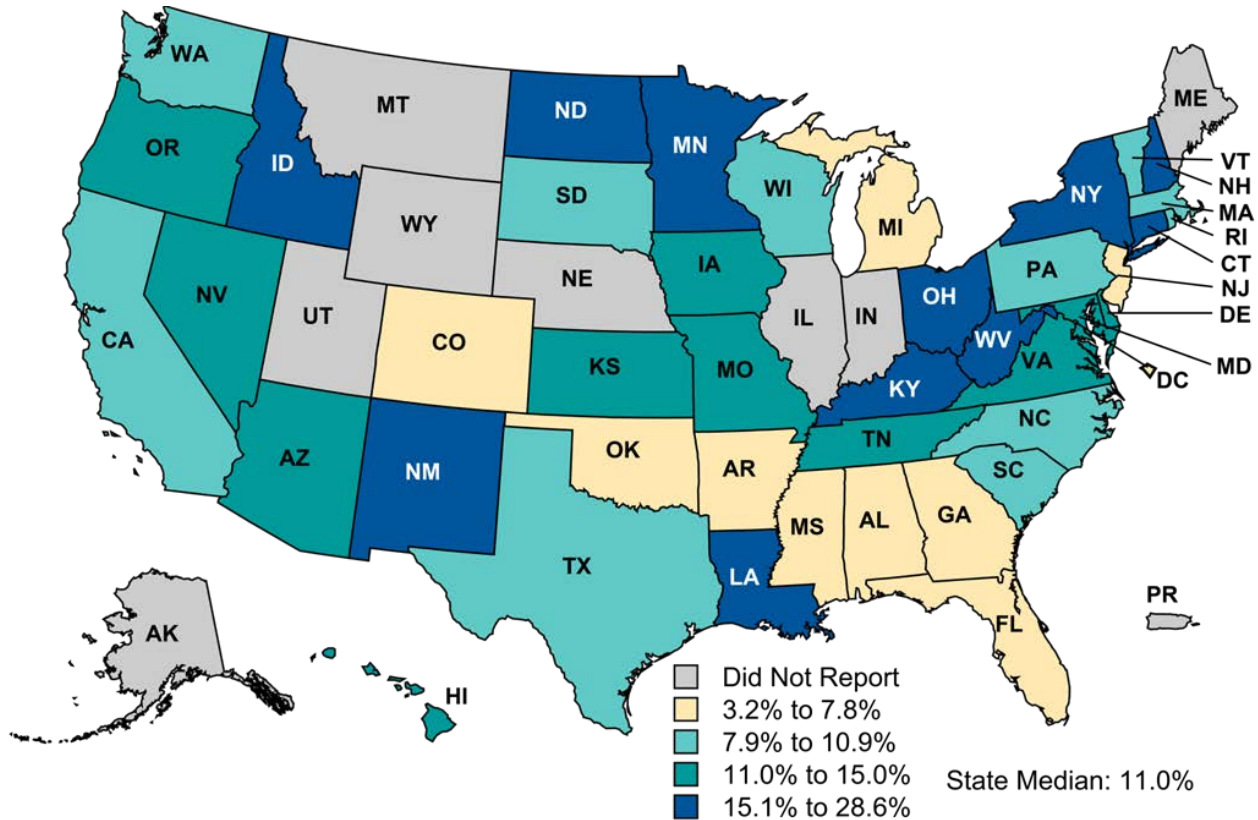 WA
MT
ND
MN
ME
OR
ID
SD
WI
NY
VT
NH
MA
RI
CT
NJ
DE
MD
DC
WY
MI
IA
PA
NE
NV
UT
IL
IN
OH
CA
CO
WV
VA
KS
MO
KY
NC
TN
AZ
NM
OK
AR
SC
MS
AL
GA
TX
LA
FL
PR
AK
HI
Did Not Report
3.2% to 7.8%
7.9% to 10.9%
11.0% to 15.0%
15.1% to 28.6%
State Median: 11.0%